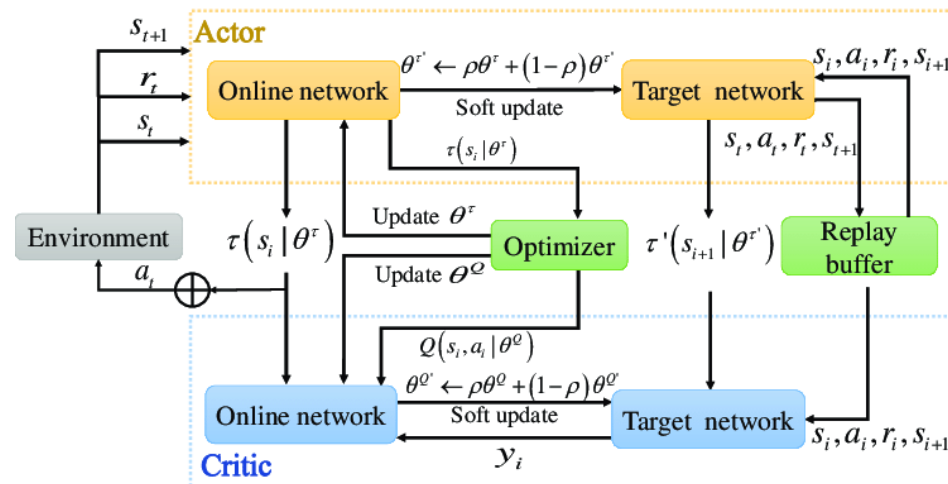 s_{t+1}
Actor
r_t
s_t
Online network
θ^{τ'} ← ρθ^τ + (1−ρ)θ^{τ'}
Soft update
Target network
s_i, a_i, r_i, s_{i+1}
s_t, a_t, r_t, s_{t+1}
τ(s_i | θ^τ)
Environment
τ(s_i | θ^τ)
Update θ^τ
Optimizer
Update θ^Q
τ'(s_{i+1} | θ^{τ'})
Replay
buffer
a_t
Q(s_i, a_i | θ^Q)
θ^{Q'} ← ρθ^Q + (1−ρ)θ^{Q'}
Online network
Soft update
Target network
s_i, a_i, r_i, s_{i+1}
y_i
Critic